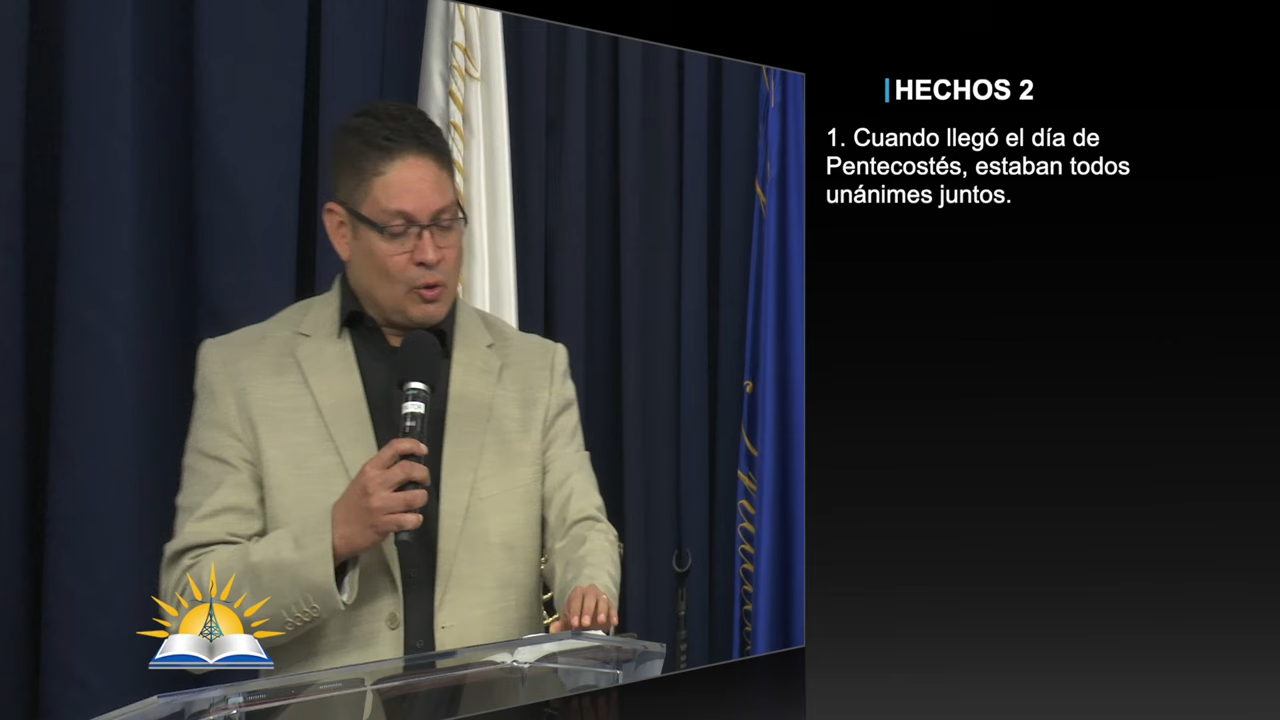 HECHOS 2
1. Cuando llegó el día de
Pentecostés, estaban todos
unánimes juntos.